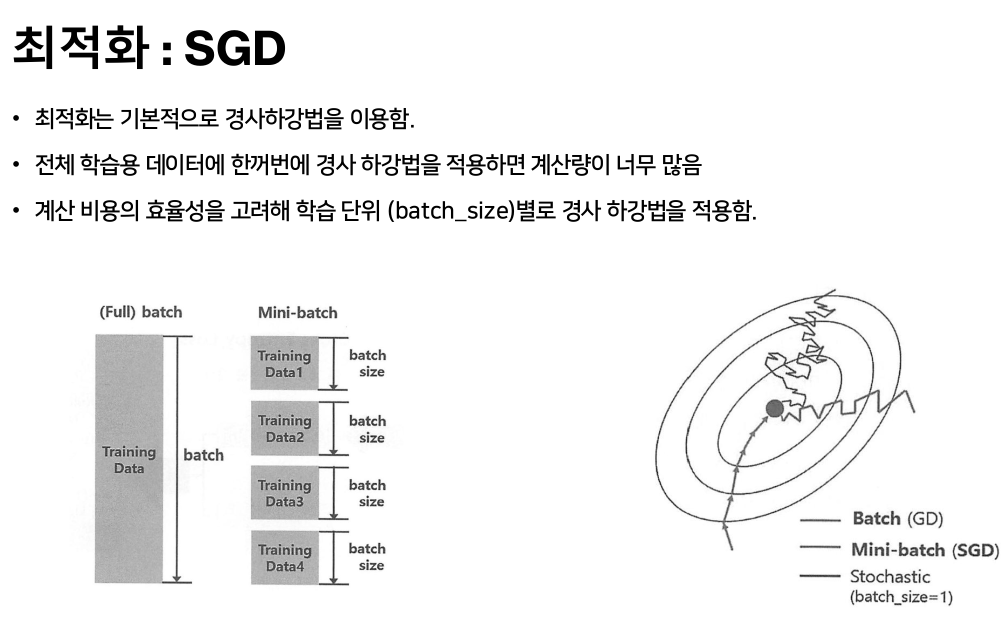 최적화 : SGD
• 최적화는 기본적으로 경사하강법을 이용함.
• 전체 학습용 데이터에 한꺼번에 경사 하강법을 적용하면 계산량이 너무 많음
• 계산 비용의 효율성을 고려해 학습 단위 (batch_size)별로 경사 하강법을 적용함.
(Full) batch
Training
Data
batch
Mini-batch
Training
Data1
batch
size
Training
Data2
batch
size
Training
Data3
batch
size
Training
Data4
batch
size
Batch (GD)
Mini-batch (SGD)
Stochastic
(batch_size=1)